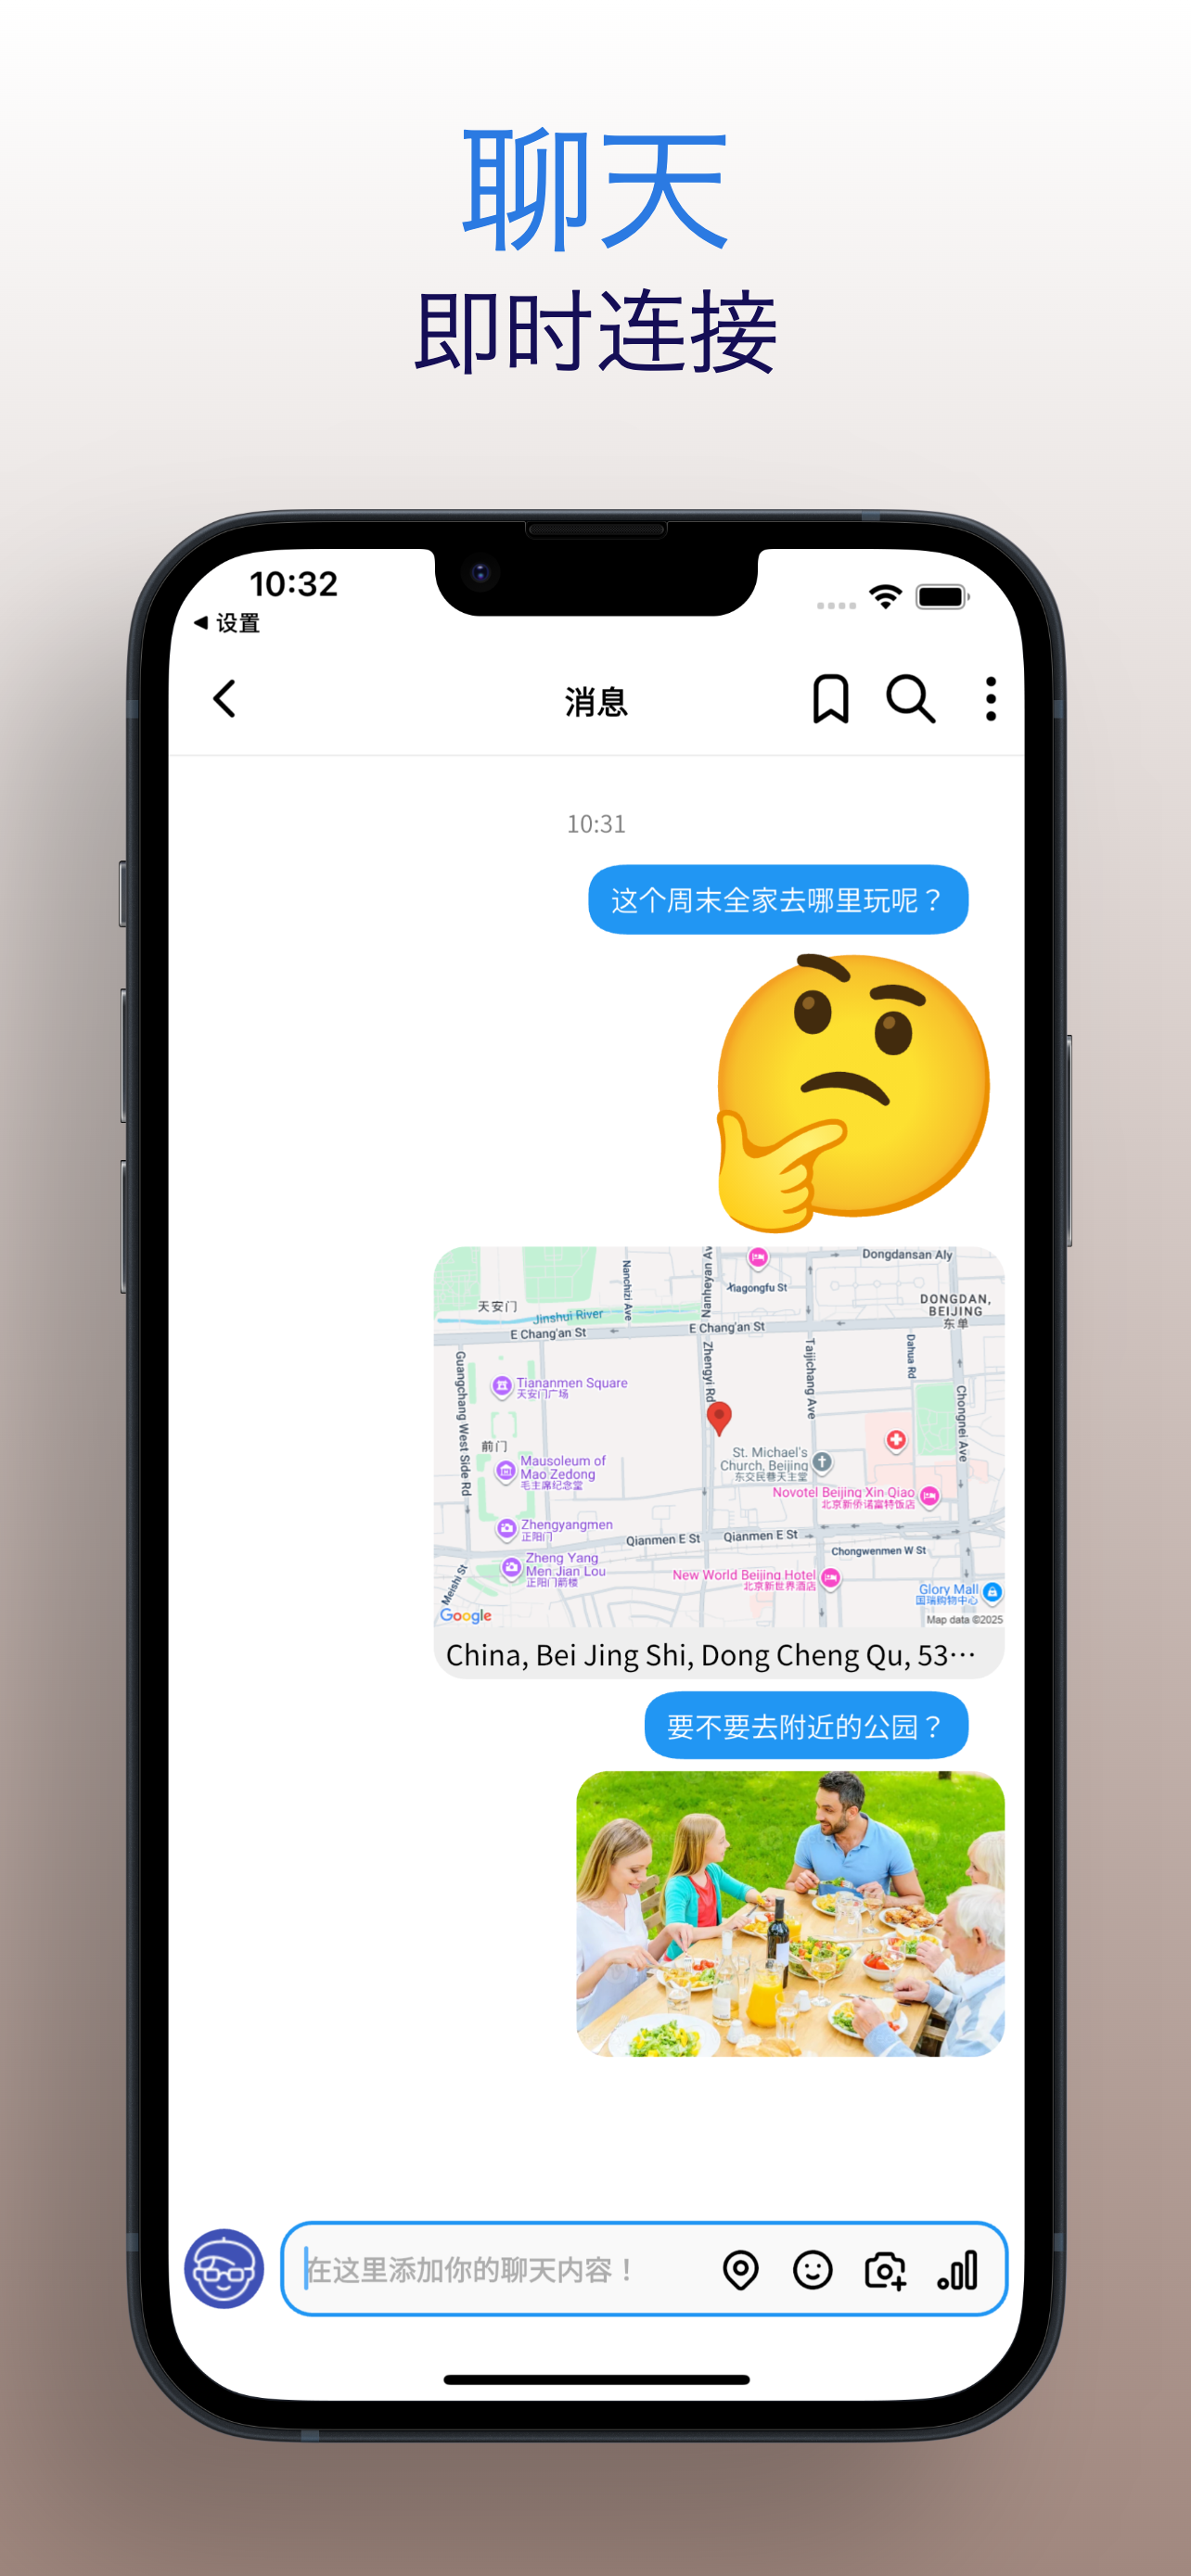 聊天
即时连接
10:32
设置
消息
10:31
这个周末全家去哪里玩呢？
Dongdansan Aly
Nanchizi Ave
Nanheyan A
Xiagongfu St
DONGDAN,
BEIJING
东单
天安门
Jinshui River
E Chang'an St
E Chang'an St
Guangchang West Side Rd
Zhengyi Rd
Taijichang Ave
Dahua Rd
Chongnei Ave
Tiananmen Square
天安门广场
前门
Mausoleum of
Mao Zedong
毛主席纪念堂
St. Michael's
Church, Beijing
东交民巷天主堂
Novotel Beijing Xin Qiao
北京新侨诺富特饭店
Zhengyangmen
正阳门
Qianmen E St
Qianmen E St
Chongwenmen W St
Zheng Yang
Men Jian Lou
正阳门箭楼
Meishi St
New World Beijing Hotel
北京新世界酒店
Glory Mall
国瑞购物中心
Google
Map data ©2025
China, Bei Jing Shi, Dong Cheng Qu, 53…
要不要去附近的公园？
在这里添加你的聊天内容！